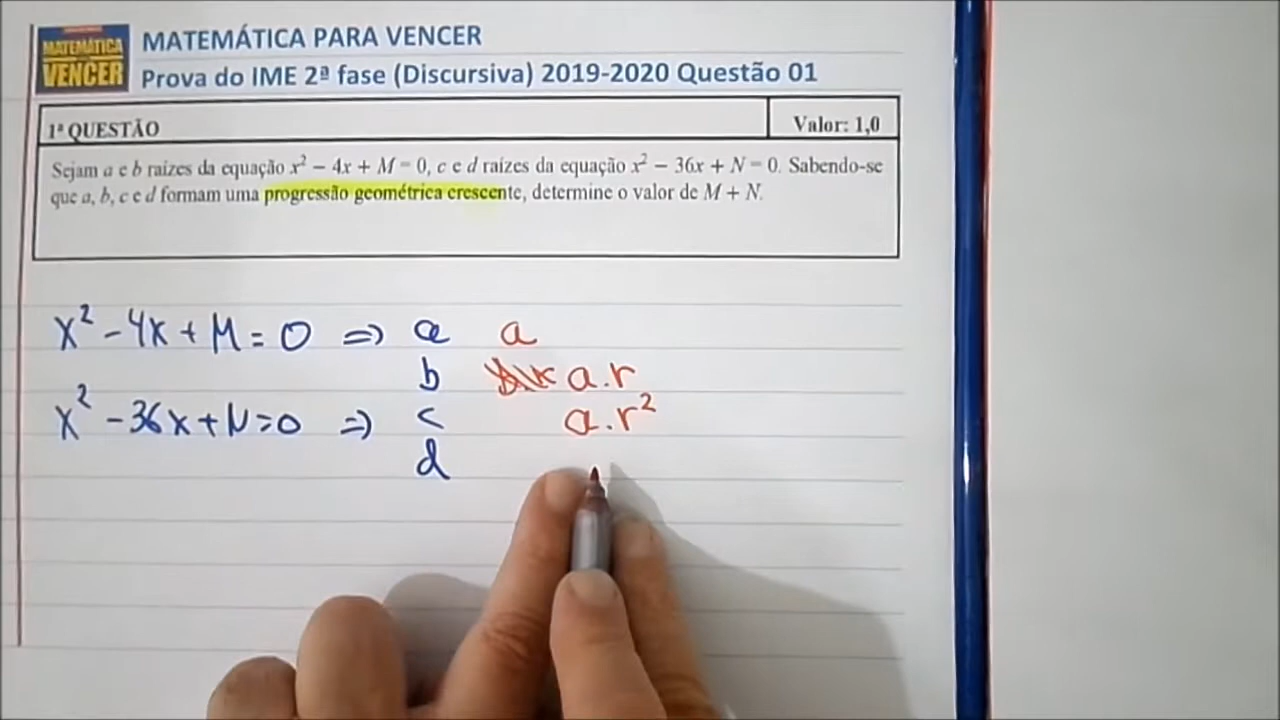 MATEMÁTICA
VENCER
MATEMÁTICA PARA VENCER
Prova do IME 2ª fase (Discursiva) 2019-2020 Questão 01
1ª QUESTÃO Valor: 1,0
Sejam a e b raízes da equação x² − 4x + M = 0, c e d raízes da equação x² − 36x + N = 0. Sabendo-se
que a, b, c e d formam uma progressão geométrica crescente, determine o valor de M + N.
x² - 4x + M = 0 => a a
b a.r
x² - 36x + N = 0 => c a.r²
d